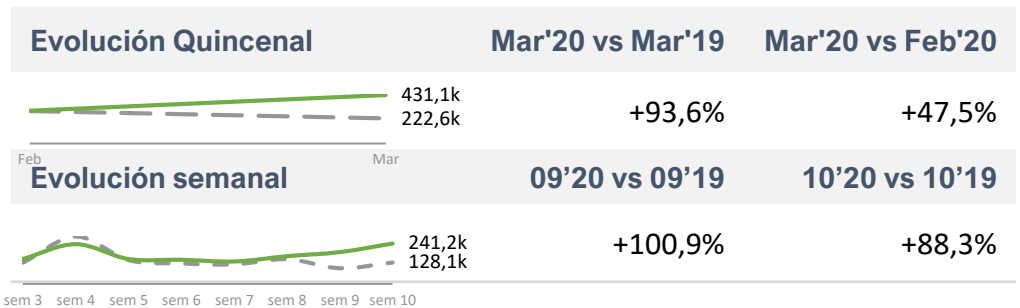 Evolución Quincenal Mar'20 vs Mar'19 Mar'20 vs Feb'20
431,1k
222,6k
+93,6% +47,5%
Feb Mar
Evolución semanal 09’20 vs 09’19 10’20 vs 10’19
241,2k
128,1k
+100,9% +88,3%
sem 3 sem 4 sem 5 sem 6 sem 7 sem 8 sem 9 sem 10